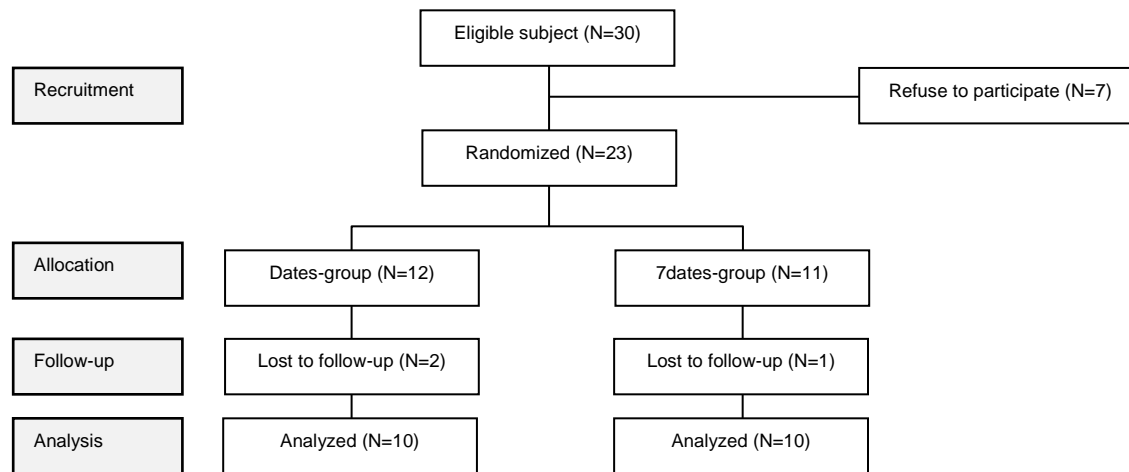 Eligible subject (N=30)
Recruitment
Refuse to participate (N=7)
Randomized (N=23)
Allocation
Dates-group (N=12)
7dates-group (N=11)
Follow-up
Lost to follow-up (N=2)
Lost to follow-up (N=1)
Analysis
Analyzed (N=10)
Analyzed (N=10)